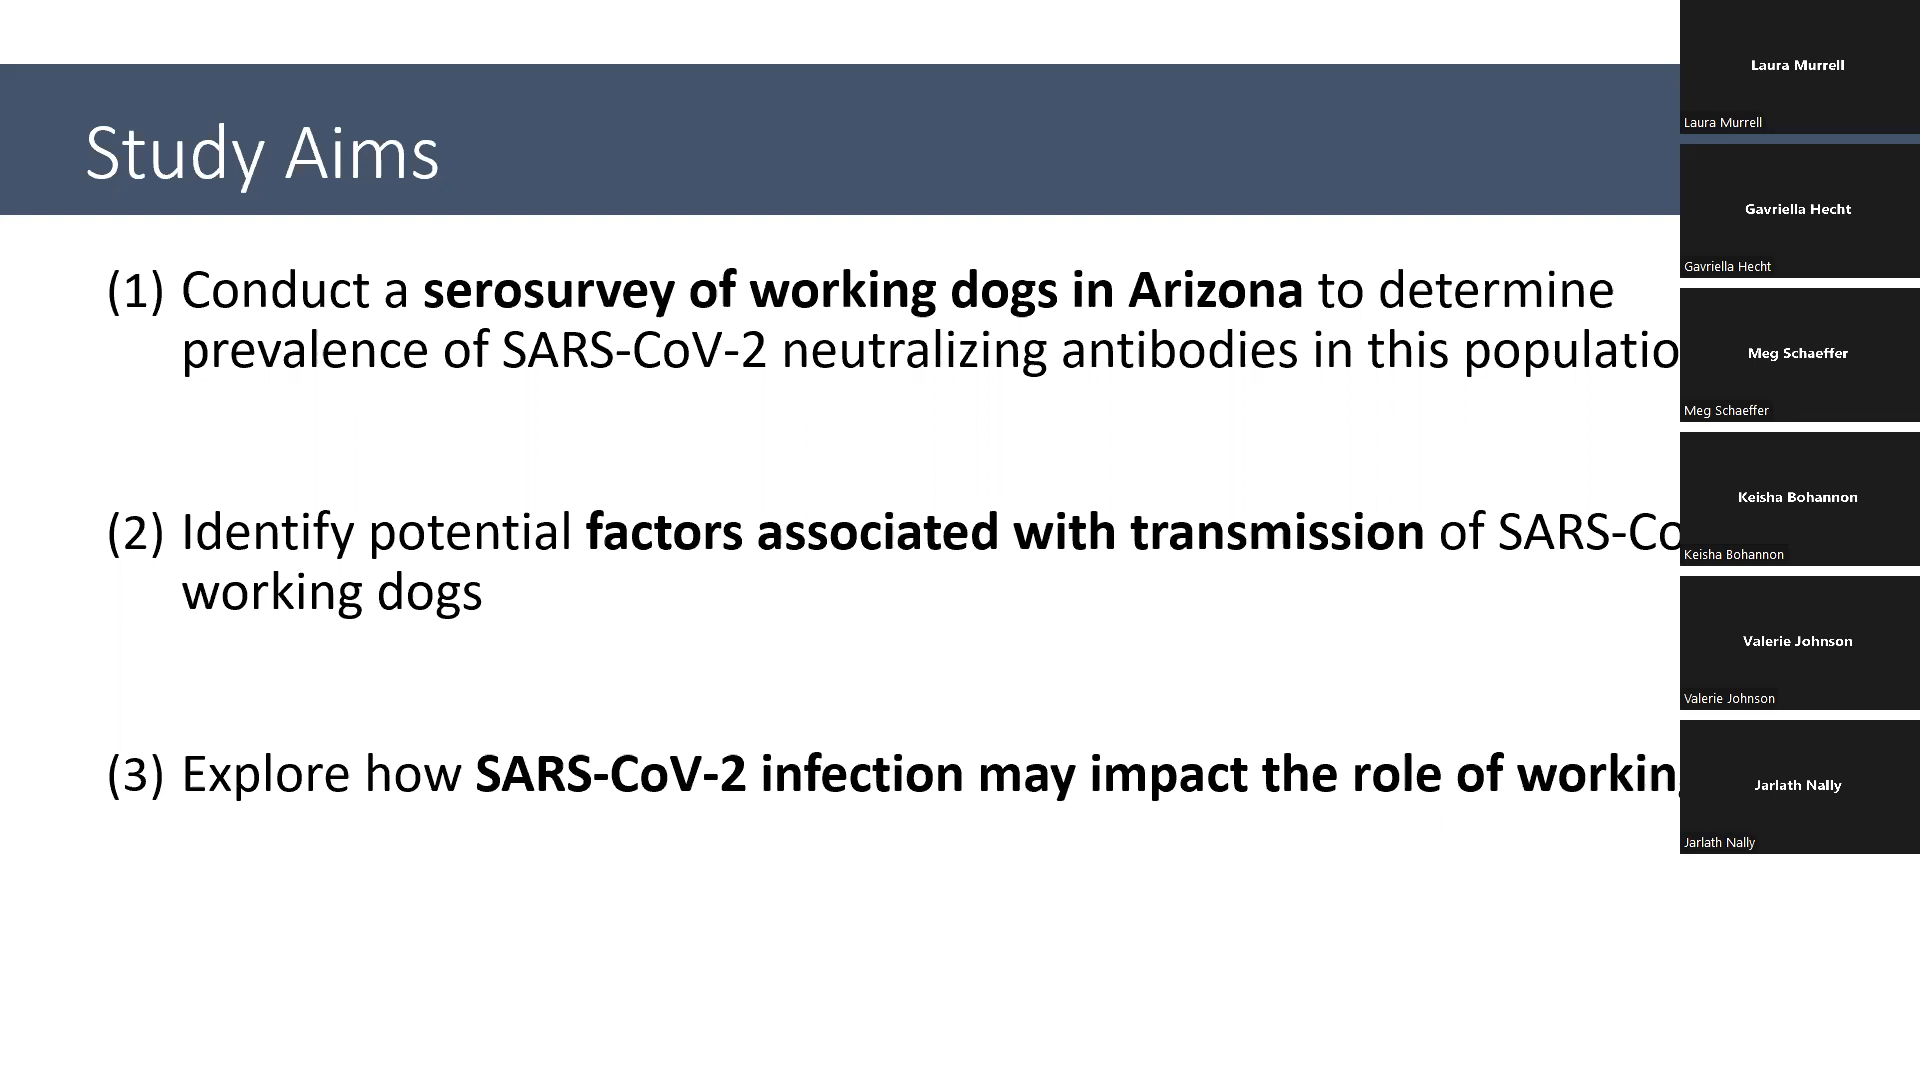 Study Aims
(1) Conduct a serosurvey of working dogs in Arizona to determine
prevalence of SARS-CoV-2 neutralizing antibodies in this populatio
(2) Identify potential factors associated with transmission of SARS-Co
working dogs
(3) Explore how SARS-CoV-2 infection may impact the role of workin
Laura Murrell
Laura Murrell
Gavriella Hecht
Gavriella Hecht
Meg Schaeffer
Meg Schaeffer
Keisha Bohannon
Keisha Bohannon
Valerie Johnson
Valerie Johnson
Jarlath Nally
Jarlath Nally